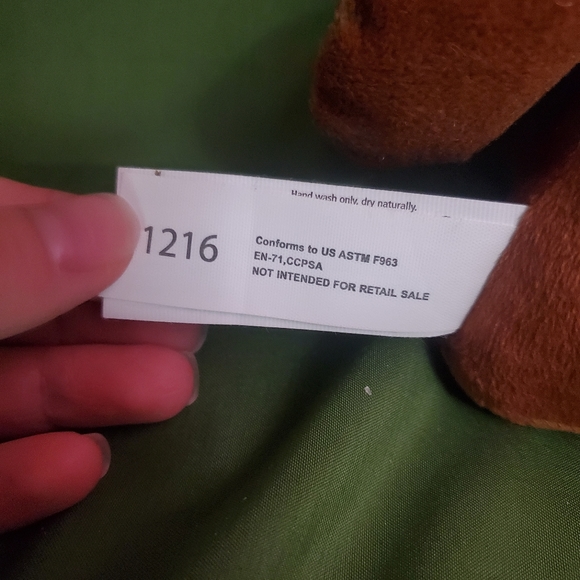 Hand wash only, dry naturally.
1216
Conforms to US ASTM F963
EN-71,CCPSA
NOT INTENDED FOR RETAIL SALE